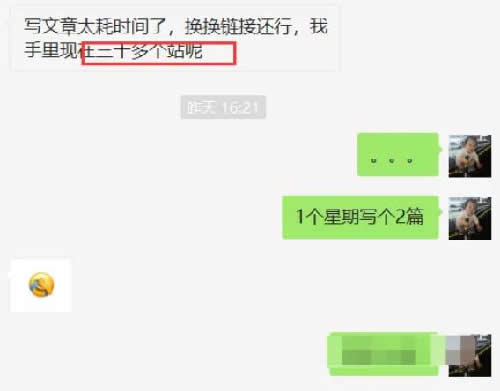 写文章太耗时间了，换换链接还行，我
手里现在三十多个站呢
昨天 16:21
。。。
1个星期写个2篇